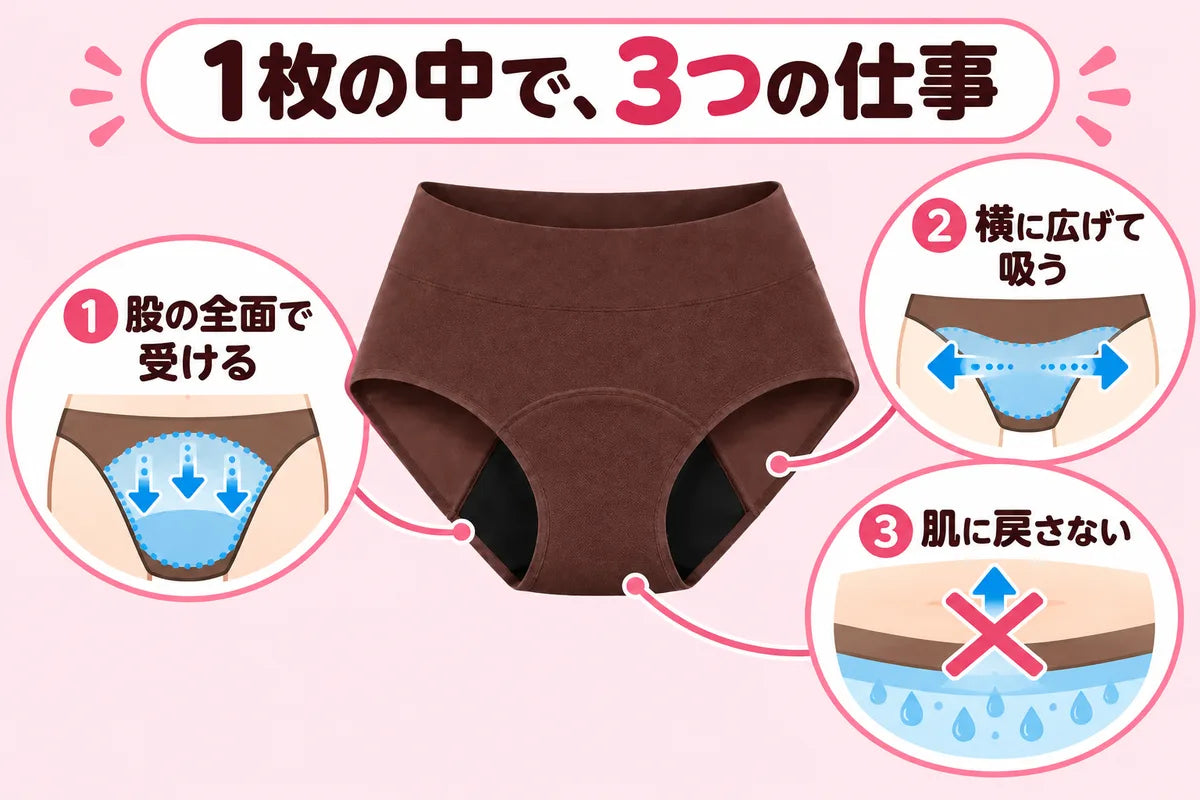 1枚の中で、3つの仕事
1 股の全面で
受ける
2 横に広げて
吸う
3 肌に戻さない